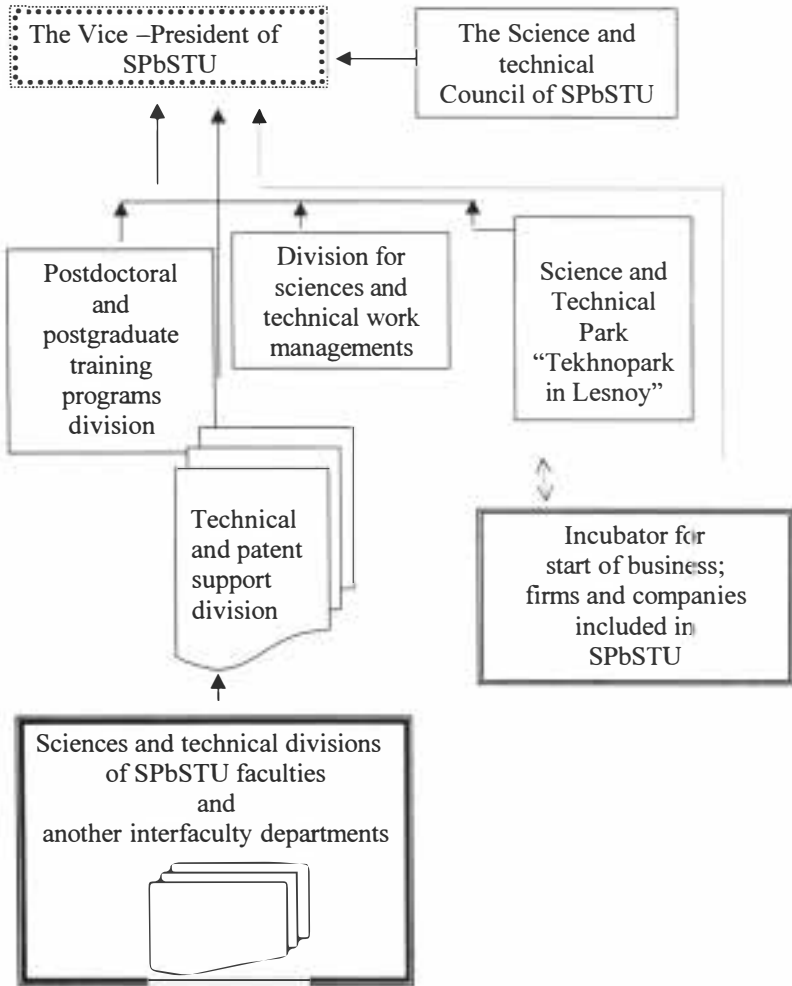 The Vice –President of
SPbSTU
The Science and
technical
Council of SPbSTU
Postdoctoral
and
postgraduate
training
programs
division
Division for
sciences and
technical work
managements
Science and
Technical
Park
“Tekhnopark
in Lesnoy”
Technical
and patent
support
division
Incubator for
start of business;
firms and companies
included in
SPbSTU
Sciences and technical divisions
of SPbSTU faculties
and
another interfaculty departments